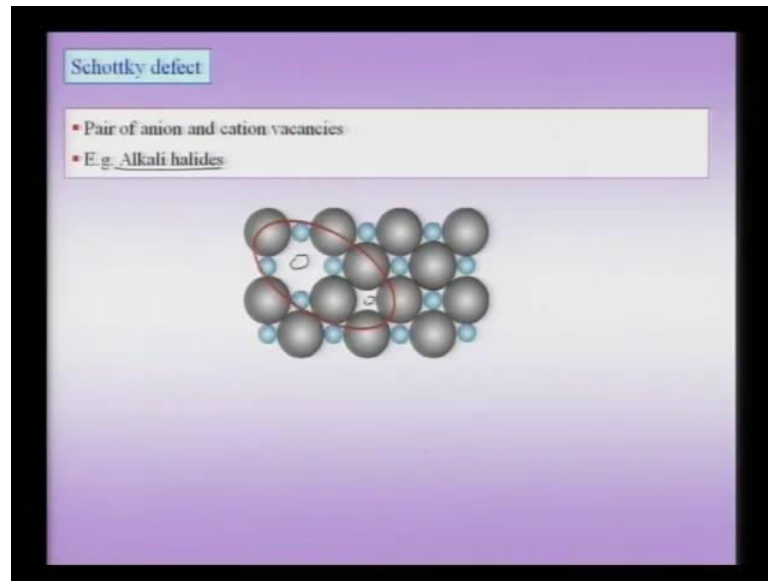 Schottky defect
Pair of anion and cation vacancies
E.g. Alkali halides